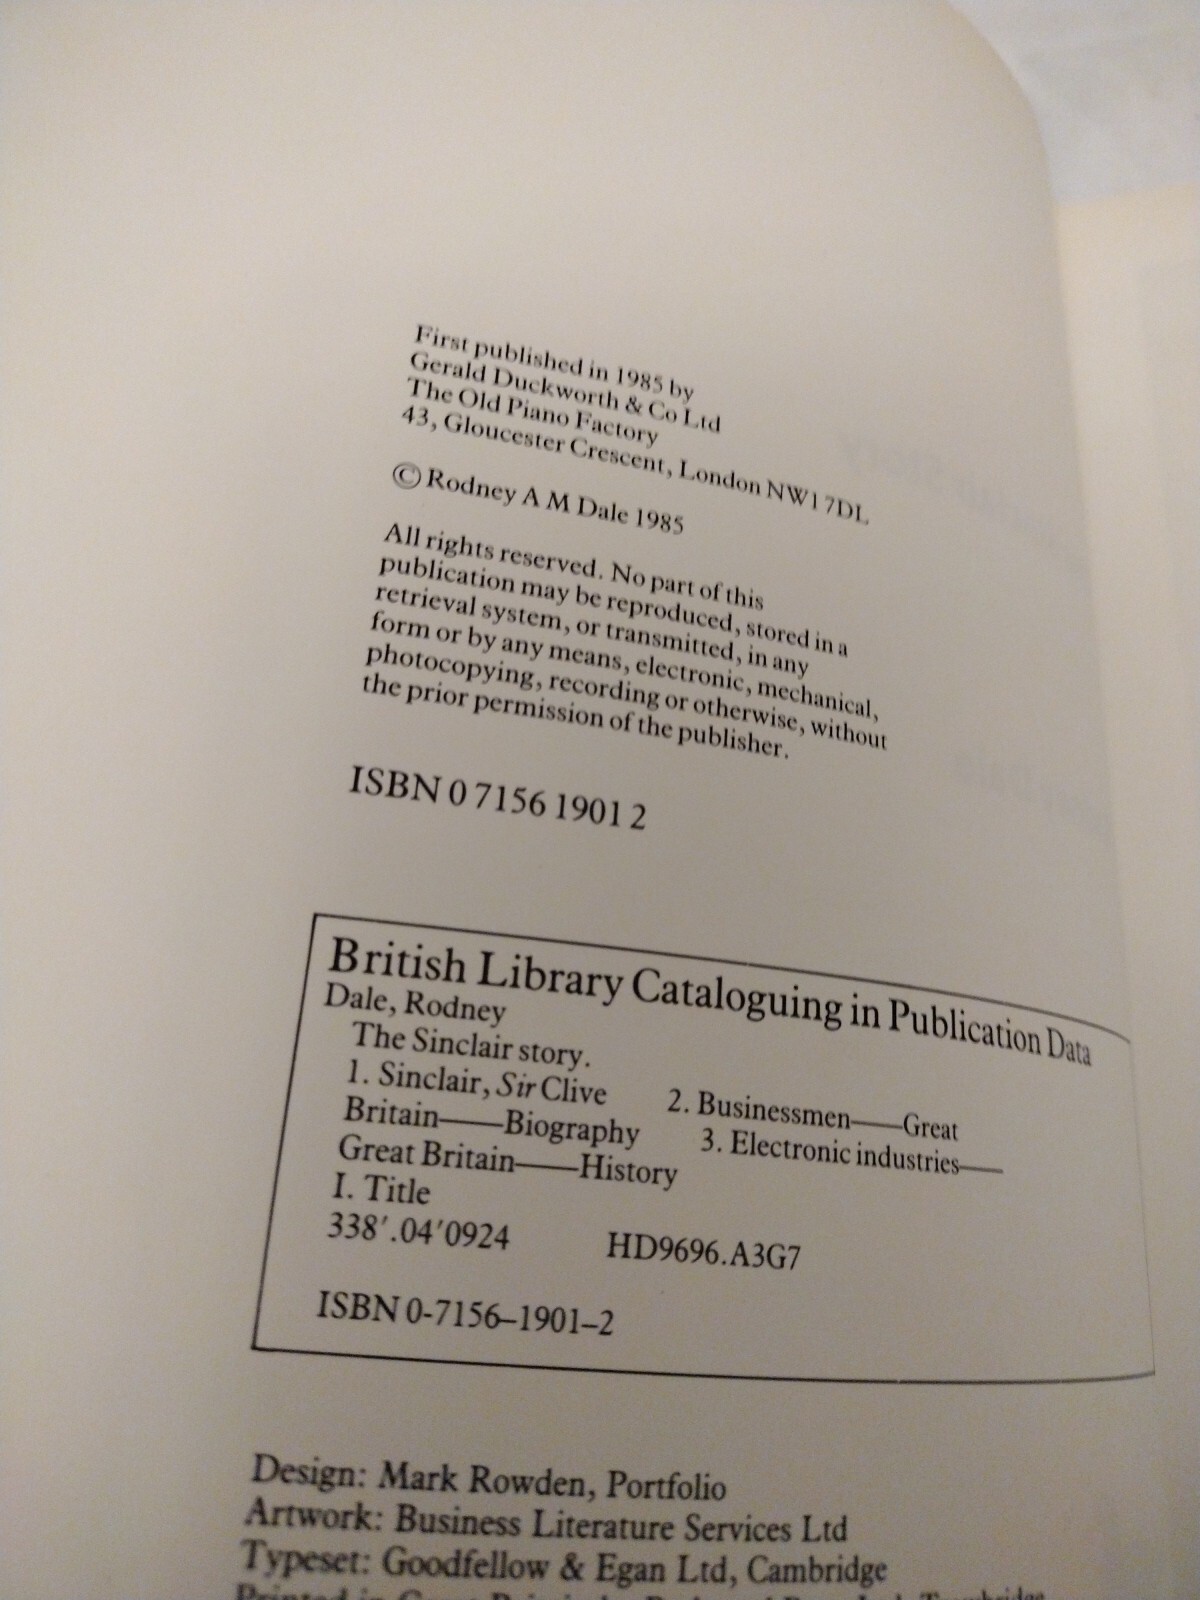 First published in 1985 by
Gerald Duckworth & Co Ltd
The Old Piano Factory
43, Gloucester Crescent, London NW1 7DL
© Rodney A M Dale 1985
All rights reserved. No part of this
publication may be reproduced, stored in a
retrieval system, or transmitted, in any
form or by any means, electronic, mechanical,
photocopying, recording or otherwise, without
the prior permission of the publisher.
ISBN 0 7156 1901 2
British Library Cataloguing in Publication Data
Dale, Rodney
The Sinclair story.
1. Sinclair, Sir Clive 2. Businessmen——Great
Britain——Biography 3. Electronic industries——
Great Britain——History
I. Title
338'.04'0924 HD9696.A3G7
ISBN 0-7156–1901–2
Design: Mark Rowden, Portfolio
Artwork: Business Literature Services Ltd
Typeset: Goodfellow & Egan Ltd, Cambridge
Printed in Great Britain by